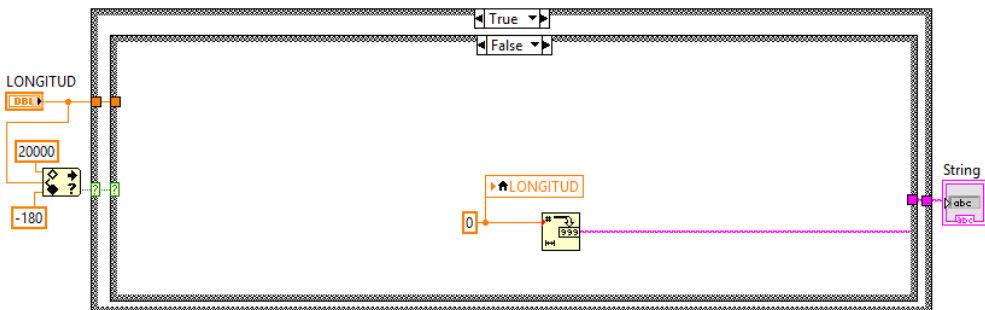 True
False
LONGITUD
DBL
20000
?
-180
?
?
LONGITUD
0
#
999
String
abc
abc